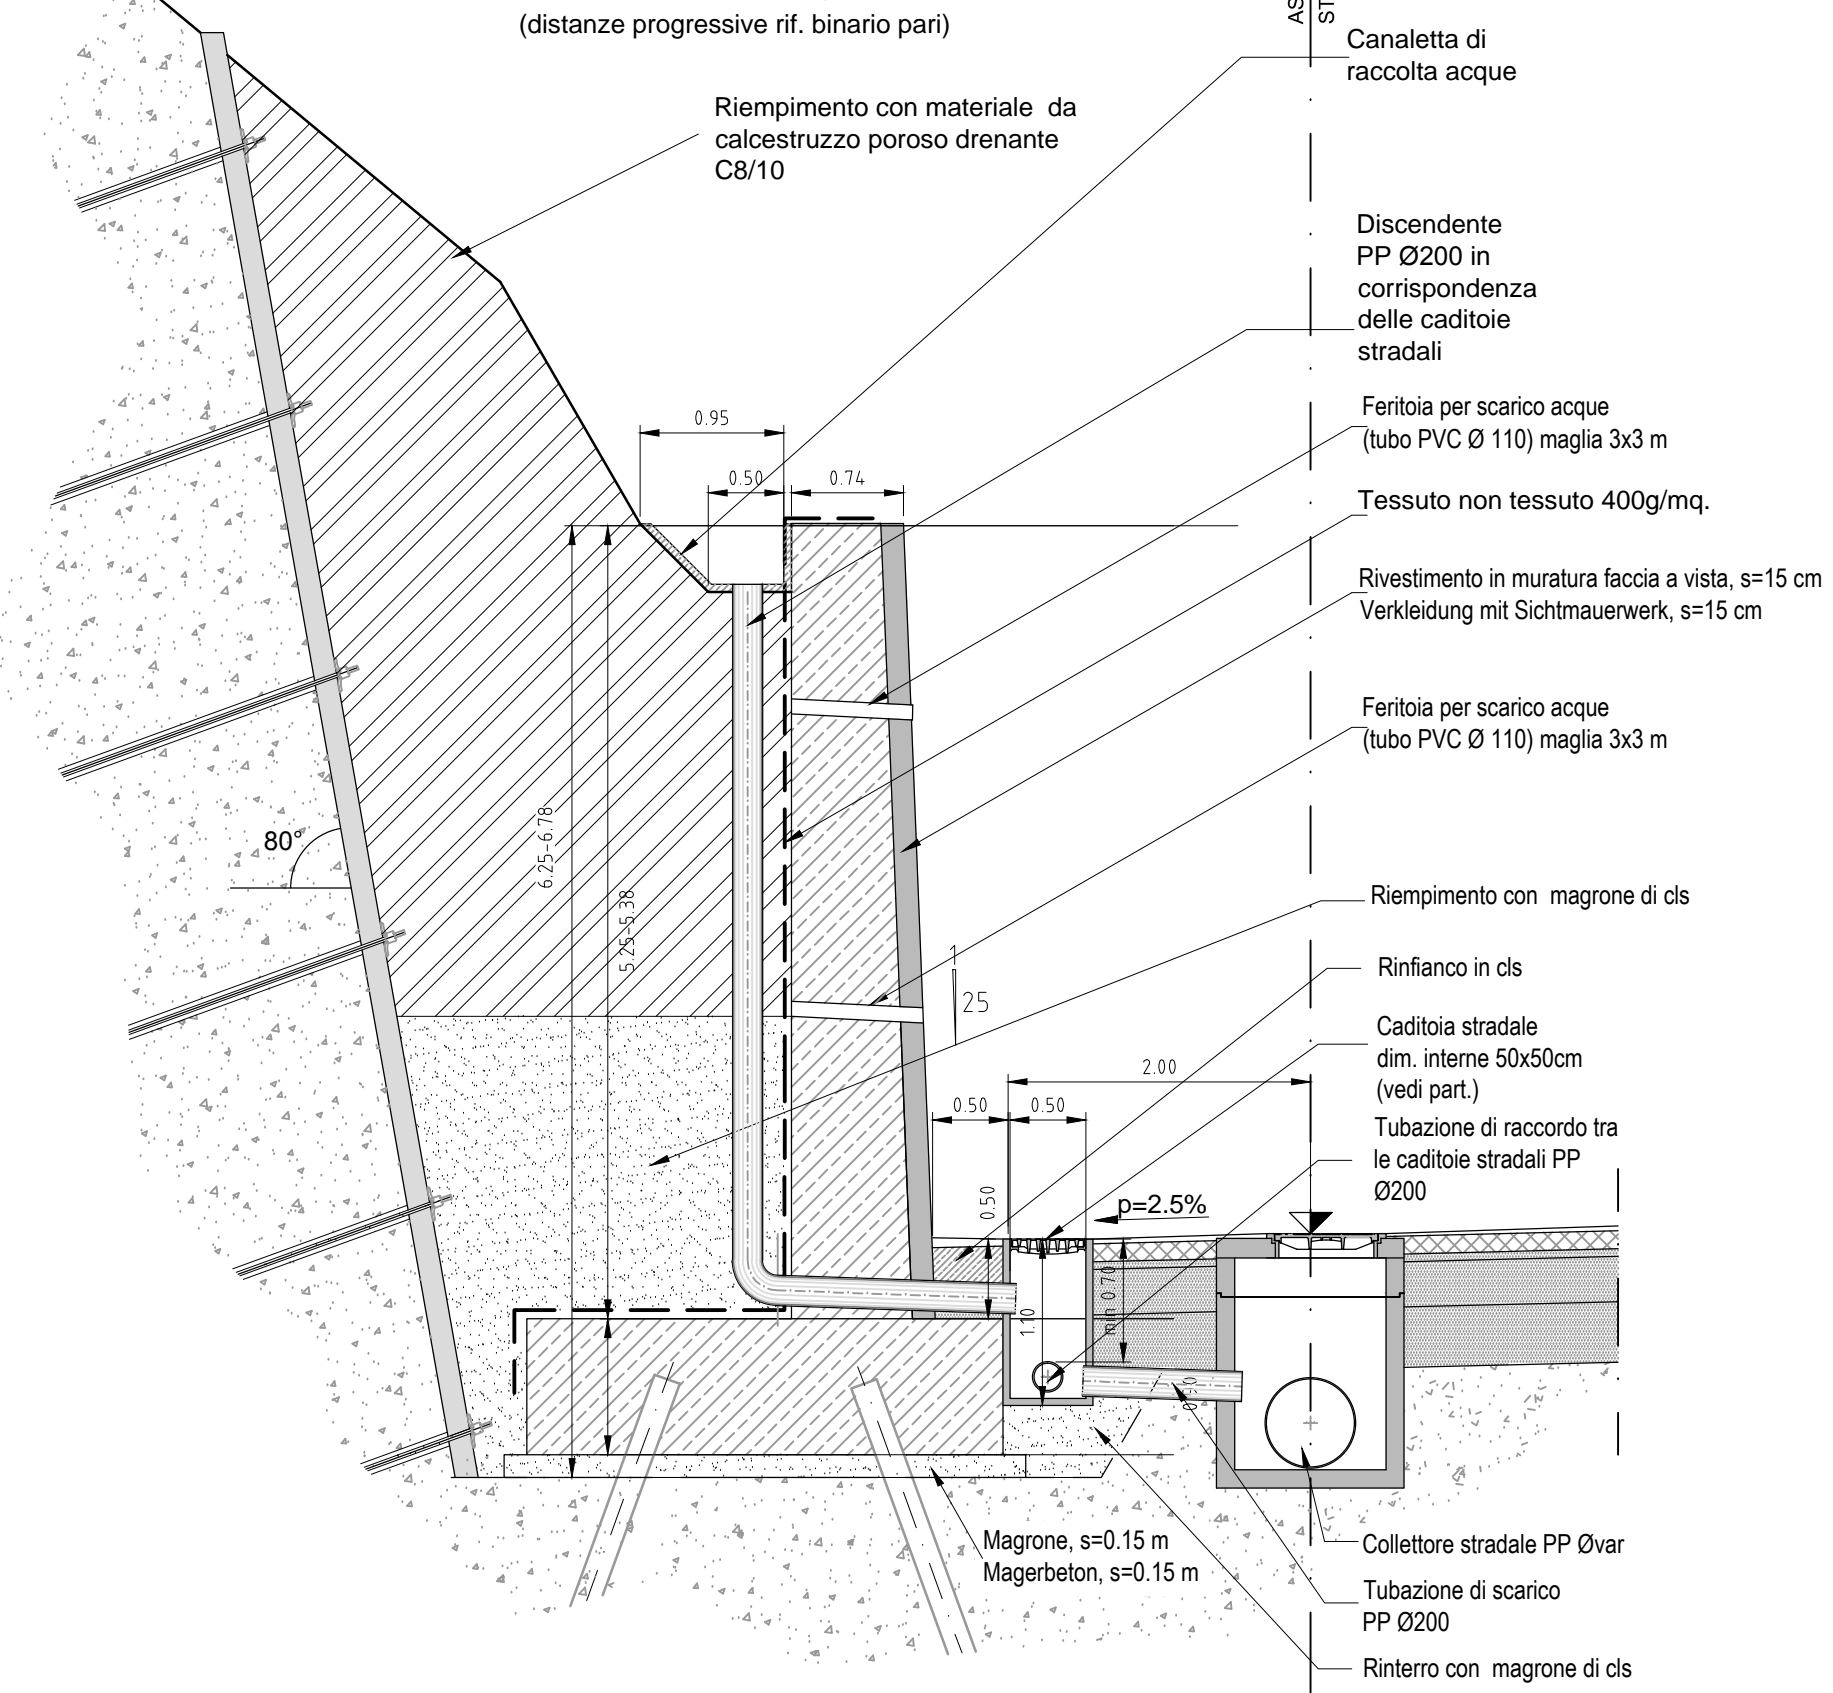 (distanze progressive rif. binario pari)
AS
ST
Canaletta di
raccolta acque
Riempimento con materiale da
calcestruzzo poroso drenante
C8/10
Discendente
PP Ø200 in
corrispondenza
delle caditoie
stradali
0.95
0.50
0.74
Feritoia per scarico acque
(tubo PVC Ø 110) maglia 3x3 m
Tessuto non tessuto 400g/mq.
Rivestimento in muratura faccia a vista, s=15 cm
Verkleidung mit Sichtmauerwerk, s=15 cm
Feritoia per scarico acque
(tubo PVC Ø 110) maglia 3x3 m
80°
6.25-6.78
5.25-5.38
Riempimento con magrone di cls
1
25
Rinfianco in cls
Caditoia stradale
dim. interne 50x50cm
(vedi part.)
2.00
0.50
0.50
Tubazione di raccordo tra
le caditoie stradali PP
Ø200
0.50
p=2.5%
1.10
min 0.70
Magrone, s=0.15 m
Magerbeton, s=0.15 m
Collettore stradale PP Øvar
Tubazione di scarico
PP Ø200
Rinterro con magrone di cls